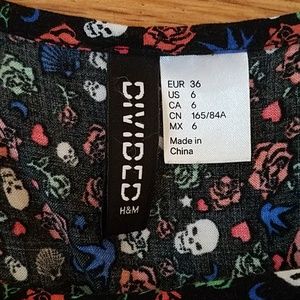 DIVIDED
H&M
EUR 36
US 6
CA 6
CN 165/84A
MX 6
Made in
China